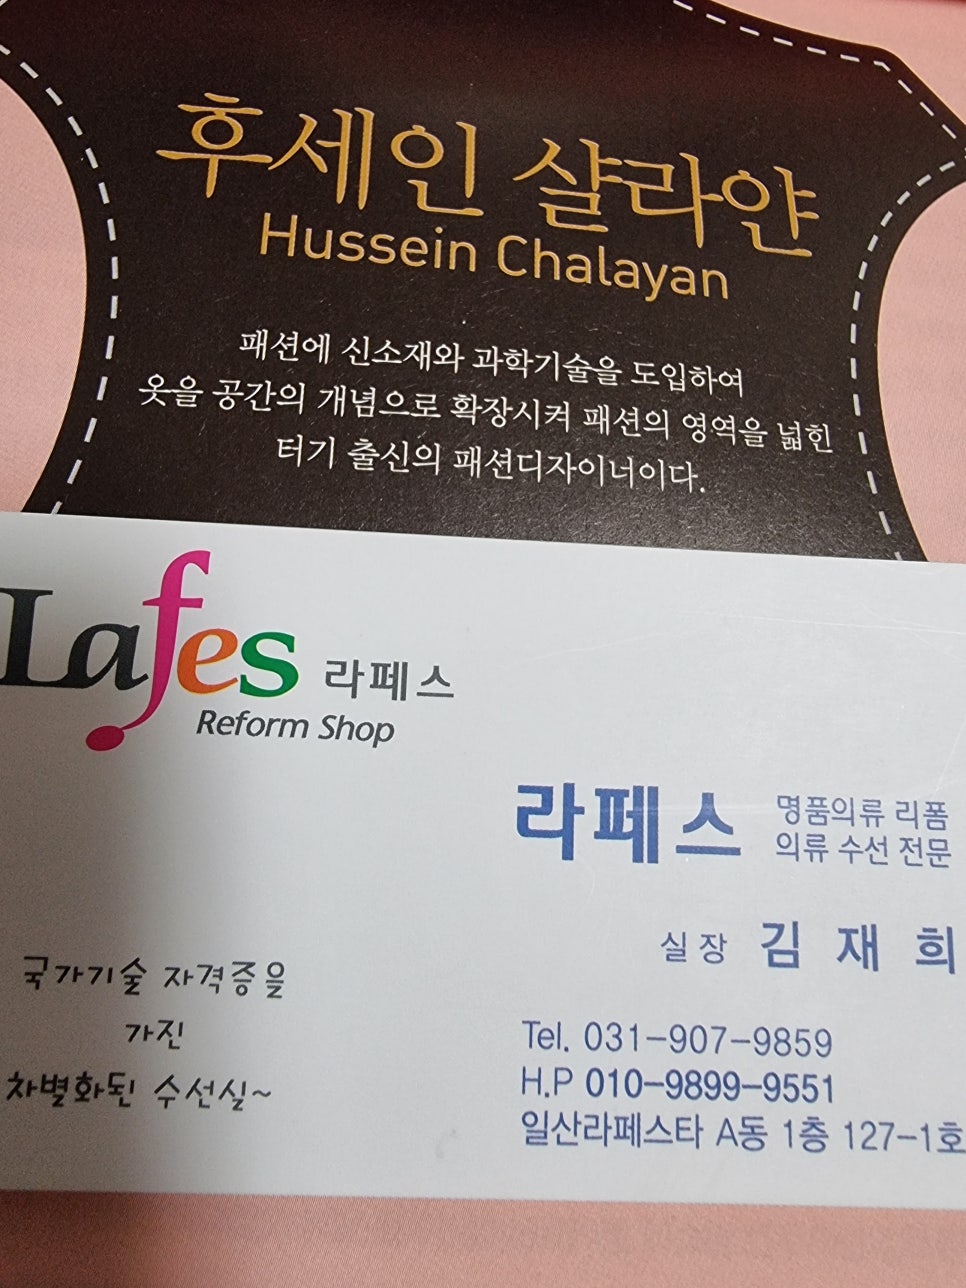 후세인 샬라얀
Hussein Chalayan
패션에 신소재와 과학기술을 도입하여
옷을 공간의 개념으로 확장시켜 패션의 영역을 넓힌
터기 출신의 패션디자이너이다.
Lafes 라페스
Reform Shop
라페스 명품의류 리폼
의류 수선 전문
실장 김재희
국가기술 자격증을
가진
차별화된 수선실~
Tel. 031-907-9859
H.P 010-9899-9551
일산라페스타 A동 1층 127-1호